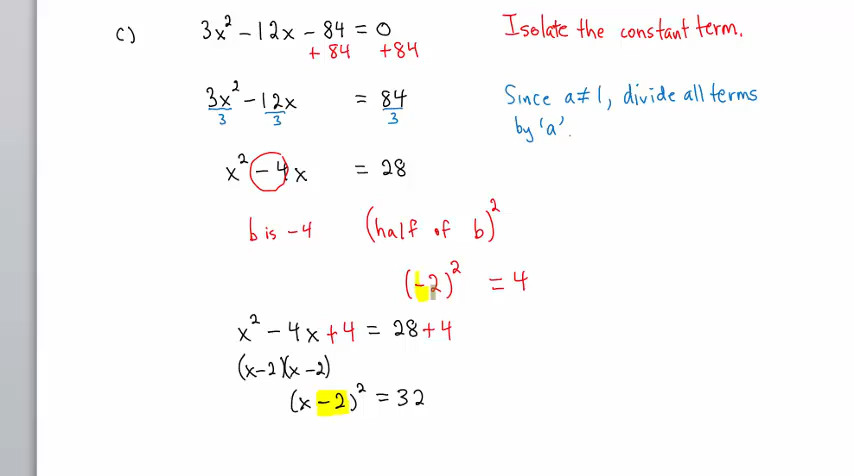 c) 3x² - 12x - 84 = 0 Isolate the constant term.
+ 84 +84
3x²/3 - 12x/3 = 84/3 Since a ≠ 1, divide all terms
by 'a'.
x² - 4x = 28
b is -4 (half of b)²
(-2)² = 4
x² - 4x + 4 = 28 + 4
(x-2)(x-2)
(x - 2)² = 32